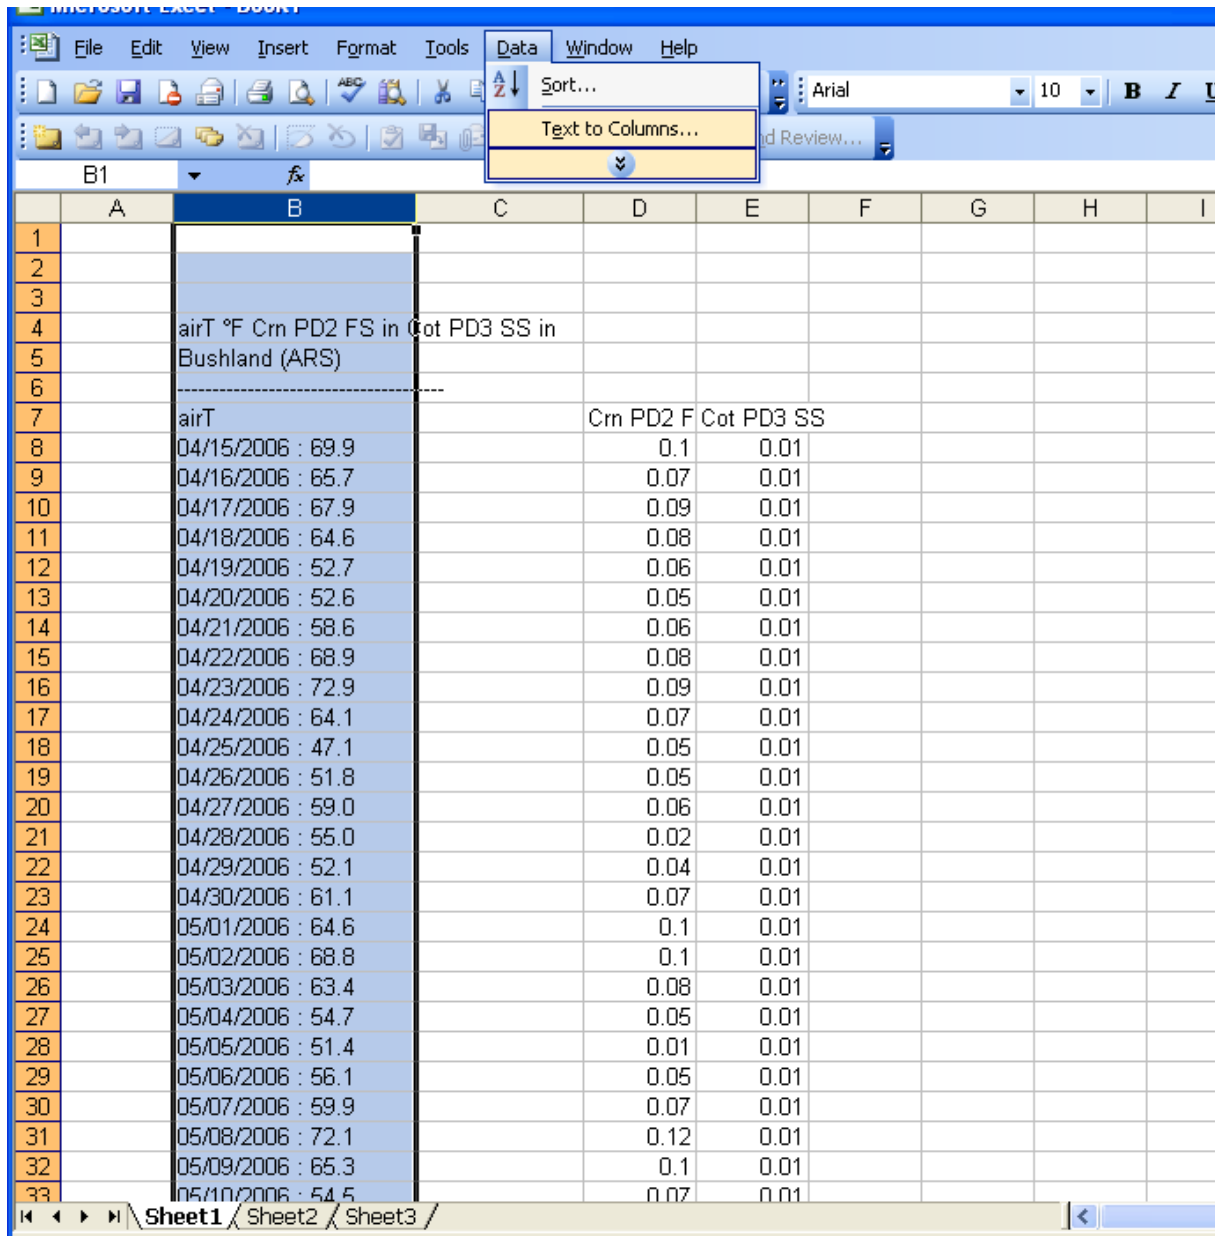 Microsoft Excel - Book1
File Edit View Insert Format Tools Data Window Help
Sort...
Arial 10 B I U
Text to Columns...
nd Review...
B1 fx
A B C D E F G H I
1
2
3
4 airT °F Crn PD2 FS in Cot PD3 SS in
5 Bushland (ARS)
6 --------------------------------------
7 airT Crn PD2 F Cot PD3 SS
8 04/15/2006 : 69.9 0.1 0.01
9 04/16/2006 : 65.7 0.07 0.01
10 04/17/2006 : 67.9 0.09 0.01
11 04/18/2006 : 64.6 0.08 0.01
12 04/19/2006 : 52.7 0.06 0.01
13 04/20/2006 : 52.6 0.05 0.01
14 04/21/2006 : 58.6 0.06 0.01
15 04/22/2006 : 68.9 0.08 0.01
16 04/23/2006 : 72.9 0.09 0.01
17 04/24/2006 : 64.1 0.07 0.01
18 04/25/2006 : 47.1 0.05 0.01
19 04/26/2006 : 51.8 0.05 0.01
20 04/27/2006 : 59.0 0.06 0.01
21 04/28/2006 : 55.0 0.02 0.01
22 04/29/2006 : 52.1 0.04 0.01
23 04/30/2006 : 61.1 0.07 0.01
24 05/01/2006 : 64.6 0.1 0.01
25 05/02/2006 : 68.8 0.1 0.01
26 05/03/2006 : 63.4 0.08 0.01
27 05/04/2006 : 54.7 0.05 0.01
28 05/05/2006 : 51.4 0.01 0.01
29 05/06/2006 : 56.1 0.05 0.01
30 05/07/2006 : 59.9 0.07 0.01
31 05/08/2006 : 72.1 0.12 0.01
32 05/09/2006 : 65.3 0.1 0.01
33 05/10/2006 : 54.5 0.07 0.01
Sheet1 Sheet2 Sheet3